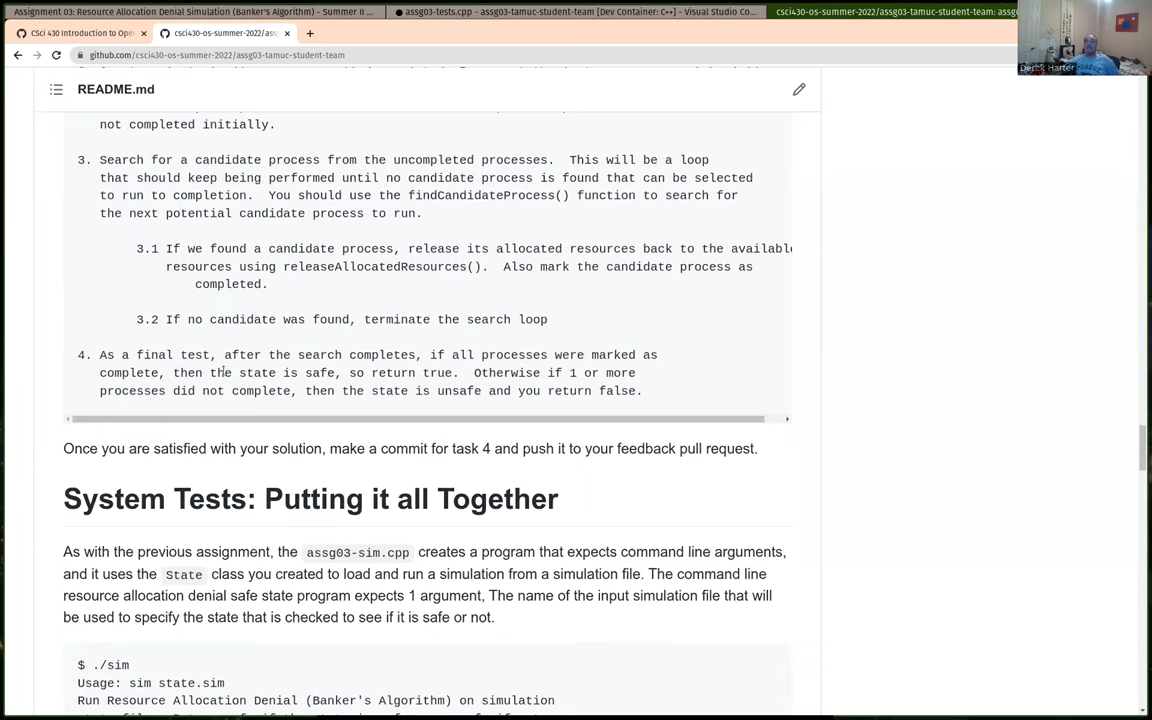 Assignment 03: Resource Allocation Denial Simulation (Banker's Algorithm) - Summer II ...
● assg03-tests.cpp - assg03-tamuc-student-team [Dev Container: C++] - Visual Studio Co...
csci430-os-summer-2022/assg03-tamuc-student-team: assg0
CSci 430 Introduction to Ope
csci430-os-summer-2022/assg
github.com/csci430-os-summer-2022/assg03-tamuc-student-team
Derek Harter
README.md
not completed initially.
3. Search for a candidate process from the uncompleted processes.  This will be a loop
that should keep being performed until no candidate process is found that can be selected
to run to completion.  You should use the findCandidateProcess() function to search for
the next potential candidate process to run.
3.1 If we found a candidate process, release its allocated resources back to the available
resources using releaseAllocatedResources().  Also mark the candidate process as
completed.
3.2 If no candidate was found, terminate the search loop
4. As a final test, after the search completes, if all processes were marked as
complete, then the state is safe, so return true.  Otherwise if 1 or more
processes did not complete, then the state is unsafe and you return false.
Once you are satisfied with your solution, make a commit for task 4 and push it to your feedback pull request.
System Tests: Putting it all Together
As with the previous assignment, the assg03-sim.cpp creates a program that expects command line arguments,
and it uses the State class you created to load and run a simulation from a simulation file. The command line
resource allocation denial safe state program expects 1 argument, The name of the input simulation file that will
be used to specify the state that is checked to see if it is safe or not.
$ ./sim
Usage: sim state.sim
Run Resource Allocation Denial (Banker's Algorithm) on simulation